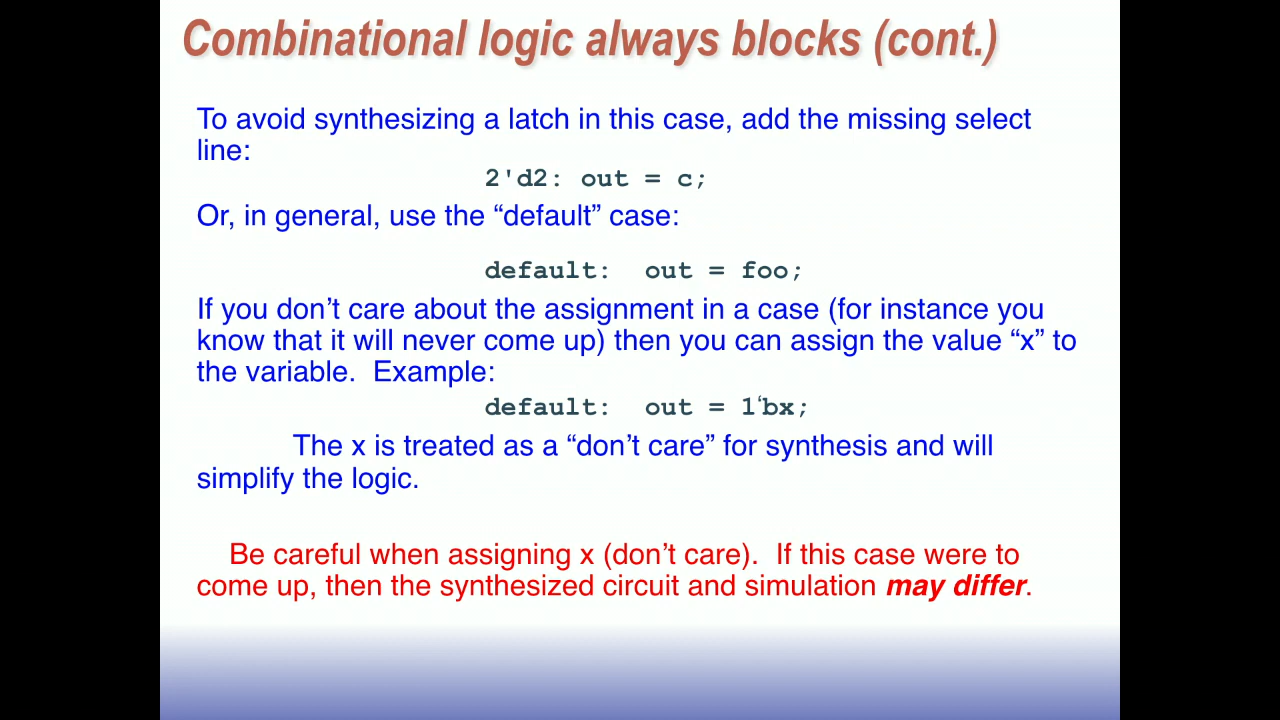 Combinational logic always blocks (cont.)
To avoid synthesizing a latch in this case, add the missing select
line:
2'd2: out = c;
Or, in general, use the “default” case:
default:  out = foo;
If you don’t care about the assignment in a case (for instance you
know that it will never come up) then you can assign the value “x” to
the variable.  Example:
default:  out = 1‘bx;
The x is treated as a “don’t care” for synthesis and will
simplify the logic.
Be careful when assigning x (don’t care).  If this case were to
come up, then the synthesized circuit and simulation may differ.